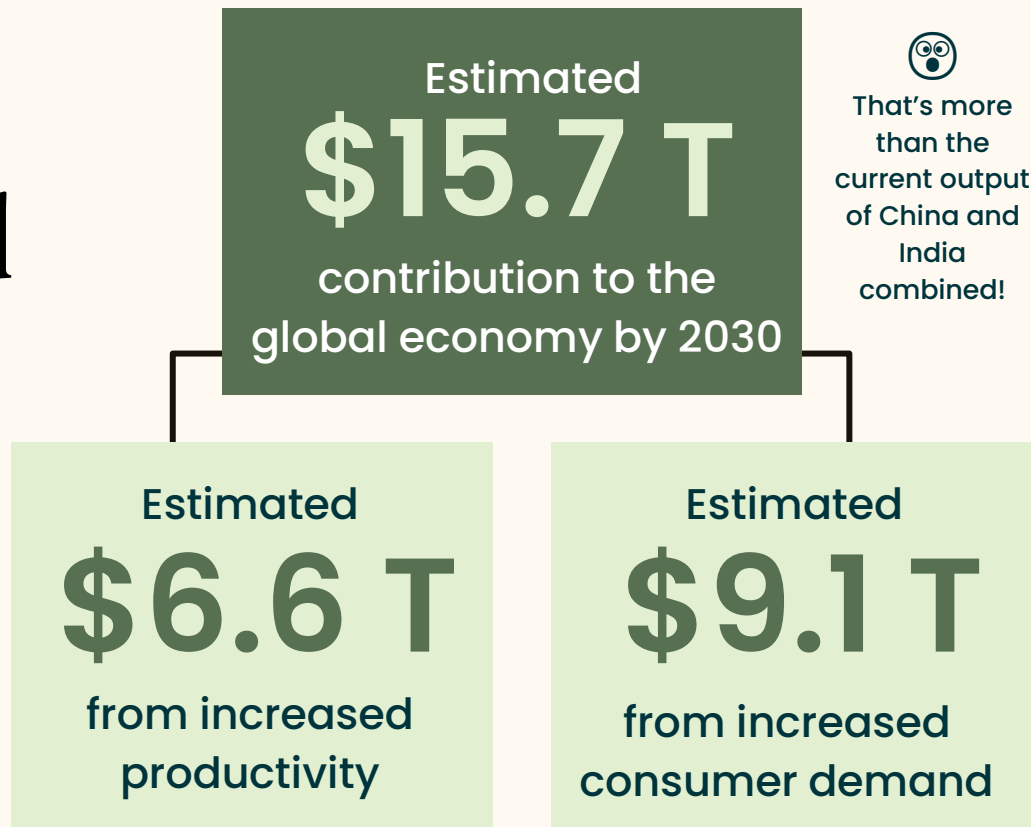 Estimated
$15.7 T
contribution to the
global economy by 2030
That's more
than the
current output
of China and
India
combined!
Estimated
$6.6 T
from increased
productivity
Estimated
$9.1 T
from increased
consumer demand